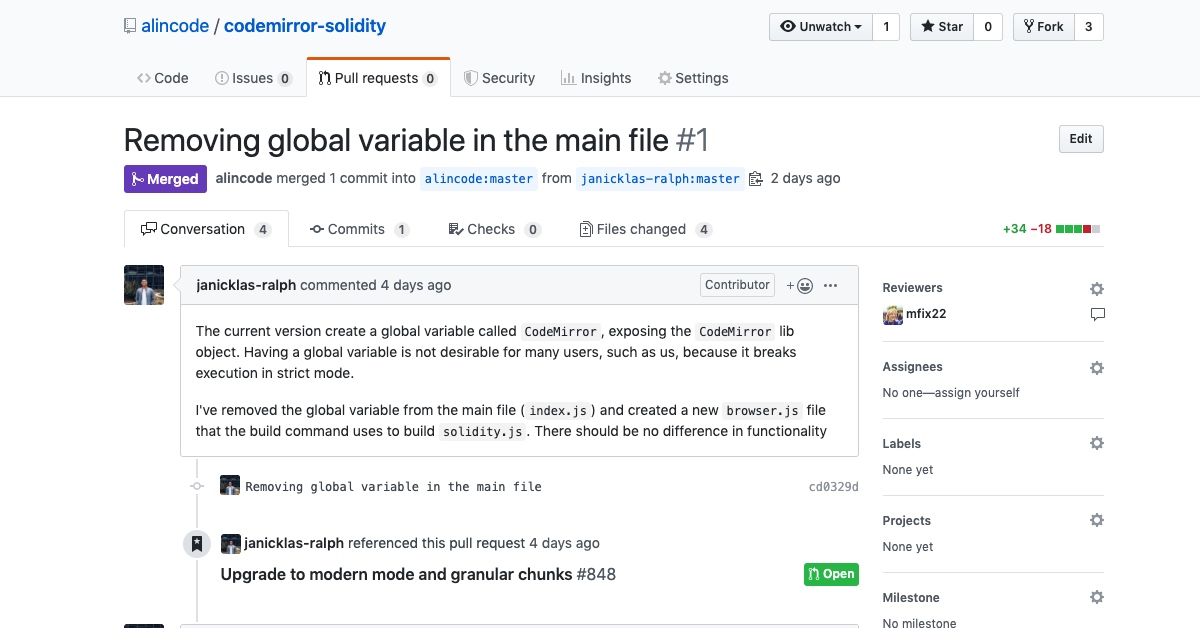 alincode / codemirror-solidity
Unwatch 1 Star 0 Fork 3
Code Issues 0 Pull requests 0 Security Insights Settings
Removing global variable in the main file #1
Edit
Merged alincode merged 1 commit into alincode:master from janicklas-ralph:master 2 days ago
Conversation 4 Commits 1 Checks 0 Files changed 4 +34 −18
janicklas-ralph commented 4 days ago Contributor + ...
The current version create a global variable called CodeMirror, exposing the CodeMirror lib
object. Having a global variable is not desirable for many users, such as us, because it breaks
execution in strict mode.
I've removed the global variable from the main file ( index.js ) and created a new browser.js file
that the build command uses to build solidity.js. There should be no difference in functionality
Removing global variable in the main file cd0329d
janicklas-ralph referenced this pull request 4 days ago
Upgrade to modern mode and granular chunks #848 Open
Reviewers
mfix22
Assignees
No one—assign yourself
Labels
None yet
Projects
None yet
Milestone
No milestone